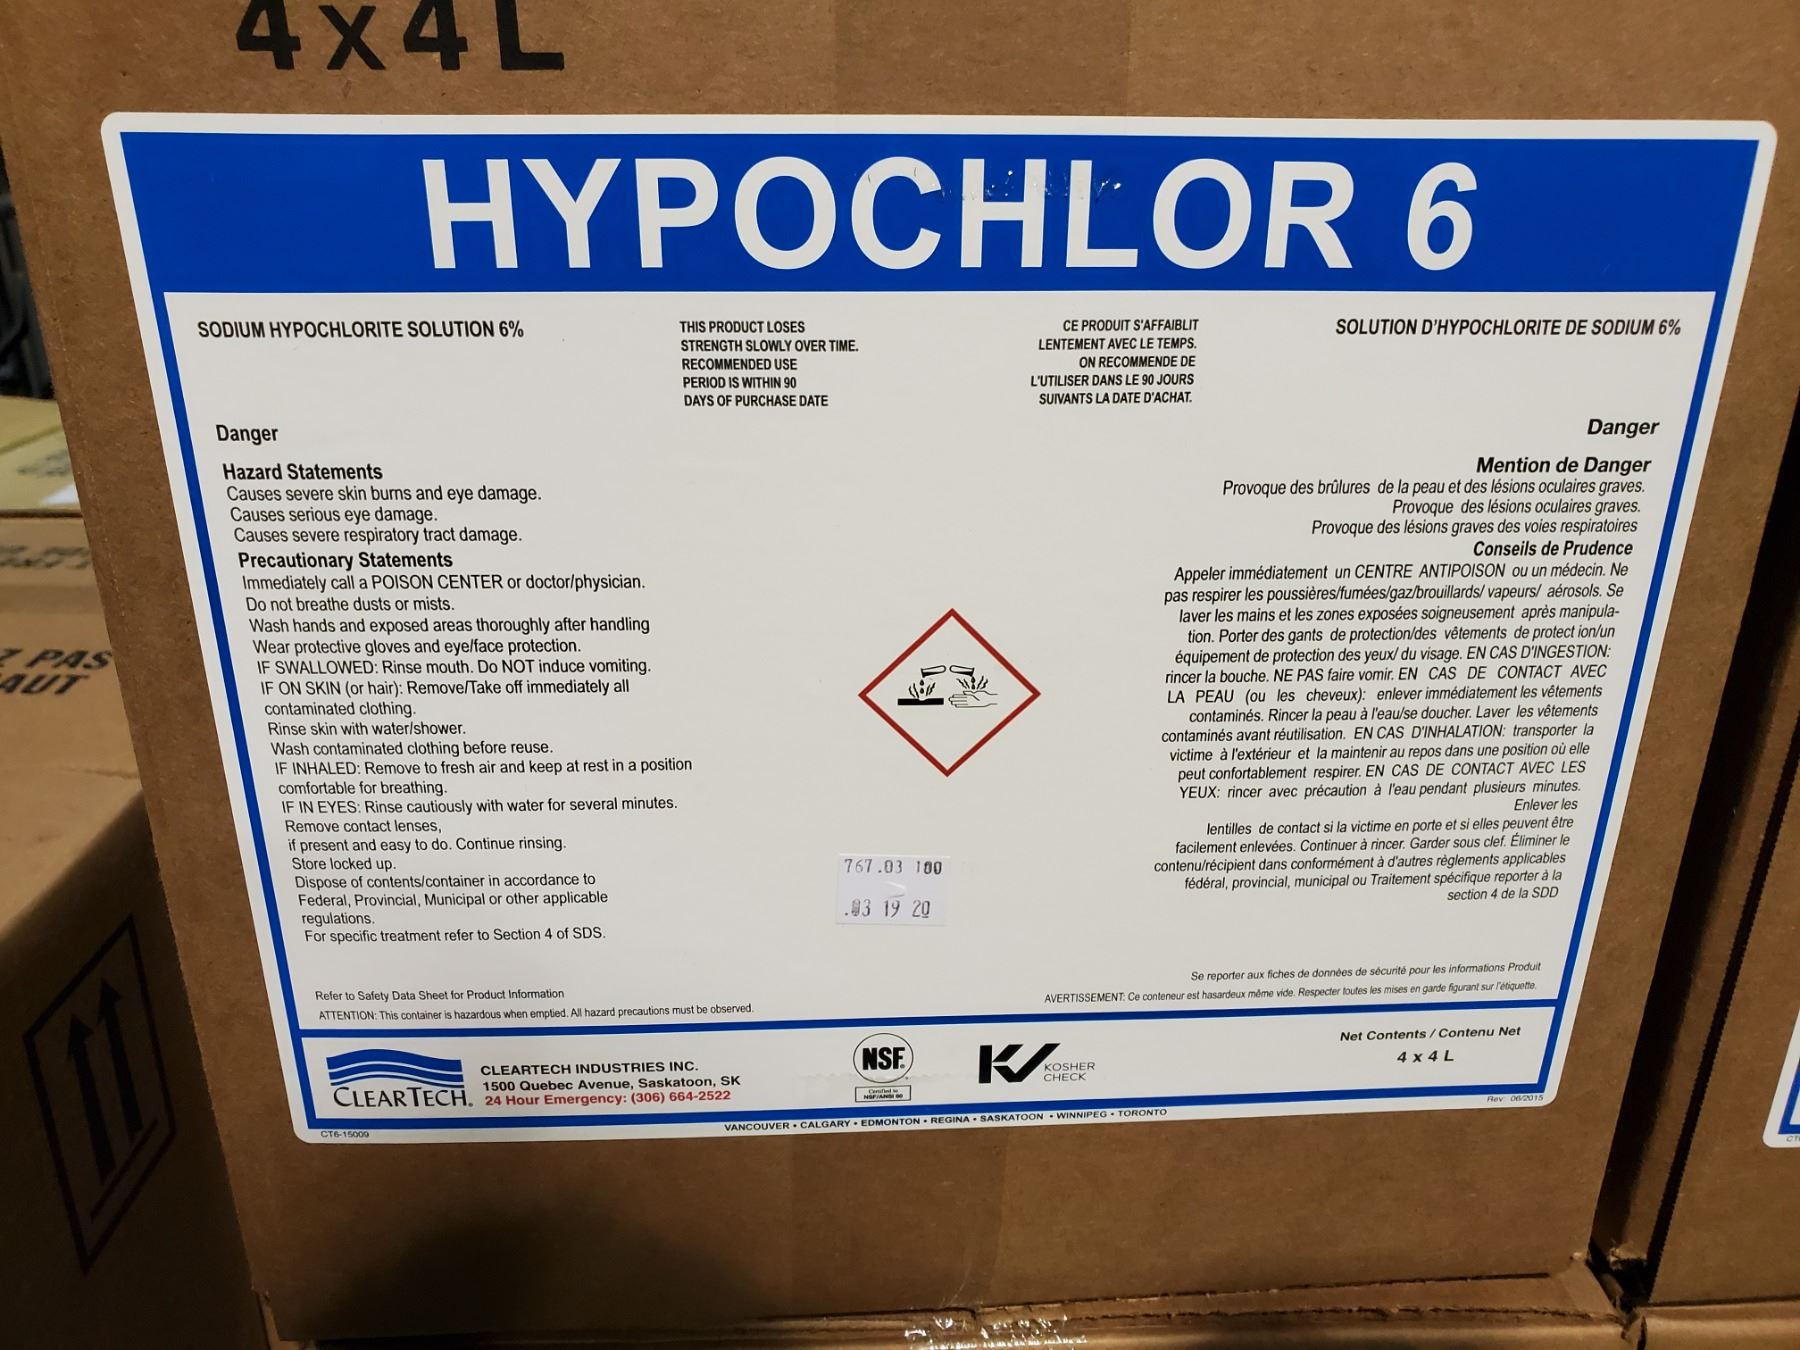 4x4L
HYPOCHLOR 6
SODIUM HYPOCHLORITE SOLUTION 6%
THIS PRODUCT LOSES
STRENGTH SLOWLY OVER TIME.
RECOMMENDED USE
PERIOD IS WITHIN 90
DAYS OF PURCHASE DATE
CE PRODUIT S'AFFAIBLIT
LENTEMENT AVEC LE TEMPS.
ON RECOMMENDE DE
L'UTILISER DANS LE 90 JOURS
SUIVANTS LA DATE D'ACHAT.
SOLUTION D'HYPOCHLORITE DE SODIUM 6%
Danger
Hazard Statements
Causes severe skin burns and eye damage.
Causes serious eye damage.
Causes severe respiratory tract damage.
Precautionary Statements
Immediately call a POISON CENTER or doctor/physician.
Do not breathe dusts or mists.
Wash hands and exposed areas thoroughly after handling
Wear protective gloves and eye/face protection.
IF SWALLOWED: Rinse mouth. Do NOT induce vomiting.
IF ON SKIN (or hair): Remove/Take off immediately all
contaminated clothing.
Rinse skin with water/shower.
Wash contaminated clothing before reuse.
IF INHALED: Remove to fresh air and keep at rest in a position
comfortable for breathing.
IF IN EYES: Rinse cautiously with water for several minutes.
Remove contact lenses,
if present and easy to do. Continue rinsing.
Store locked up.
Dispose of contents/container in accordance to
Federal, Provincial, Municipal or other applicable
regulations.
For specific treatment refer to Section 4 of SDS.
Refer to Safety Data Sheet for Product Information
ATTENTION: This container is hazardous when emptied. All hazard precautions must be observed.
767.03 100
.03 19 20
Danger
Mention de Danger
Provoque des brûlures de la peau et des lésions oculaires graves.
Provoque des lésions oculaires graves.
Provoque des lésions graves des voies respiratoires
Conseils de Prudence
Appeler immédiatement un CENTRE ANTIPOISON ou un médecin. Ne
pas respirer les poussières/fumées/gaz/brouillards/ vapeurs/ aérosols. Se
laver les mains et les zones exposées soigneusement après manipula-
tion. Porter des gants de protection/des vêtements de protect ion/un
équipement de protection des yeux/ du visage. EN CAS D'INGESTION:
rincer la bouche. NE PAS faire vomir. EN CAS DE CONTACT AVEC
LA PEAU (ou les cheveux): enlever immédiatement les vêtements
contaminés. Rincer la peau à l'eau/se doucher. Laver les vêtements
contaminés avant réutilisation. EN CAS D'INHALATION: transporter la
victime à l'extérieur et la maintenir au repos dans une position où elle
peut confortablement respirer. EN CAS DE CONTACT AVEC LES
YEUX: rincer avec précaution à l'eau pendant plusieurs minutes.
Enlever les
lentilles de contact si la victime en porte et si elles peuvent être
facilement enlevées. Continuer à rincer. Garder sous clef. Éliminer le
contenu/récipient dans conformément à d'autres règlements applicables
fédéral, provincial, municipal ou Traitement spécifique reporter à la
section 4 de la SDD
Se reporter aux fiches de données de sécurité pour les informations Produit
AVERTISSEMENT: Ce conteneur est hasardeux même vide. Respecter toutes les mises en garde figurant sur l'étiquette.
CLEARTECH.
CLEARTECH INDUSTRIES INC.
1500 Quebec Avenue, Saskatoon, SK
24 Hour Emergency: (306) 664-2522
NSF.
Certified to
NSF/ANSI 60
KV KOSHER
CHECK
Net Contents / Contenu Net
4 x 4 L
Rev: 06/2015
CT6-15009
VANCOUVER • CALGARY • EDMONTON • REGINA • SASKATOON • WINNIPEG • TORONTO
Z PAS
AUT